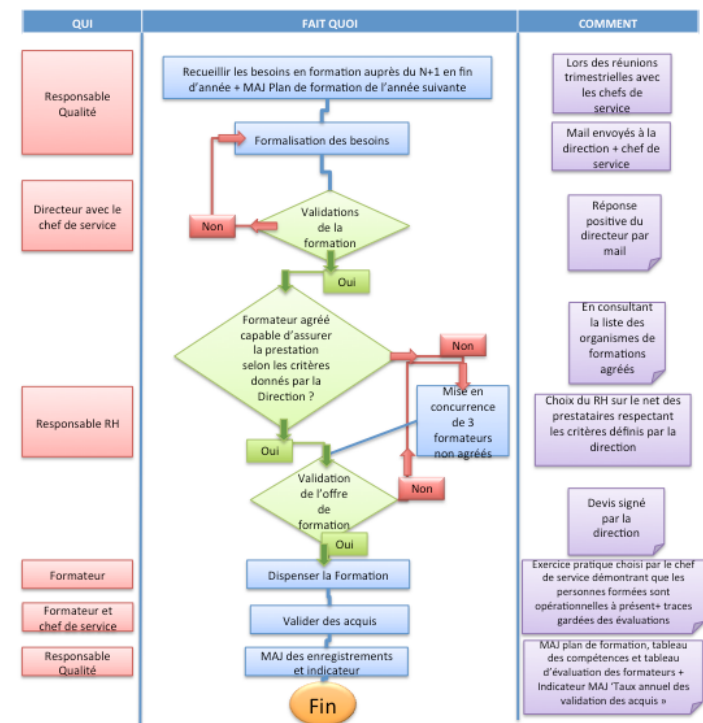 QUI
FAIT QUOI
COMMENT
Responsable
Qualité
Recueillir les besoins en formation auprès du N+1 en fin
d'année + MAJ Plan de formation de l'année suivante
Lors des réunions
trimestrielles avec
les chefs de
service
Formalisation des besoins
Mail envoyés à la
direction + chef de
service
Directeur avec le
chef de service
Non
Validations
de la
formation
Réponse
positive du
directeur par
mail
Oui
Formateur agréé
capable d'assurer
la prestation
selon les critères
donnés par la
Direction ?
Non
En consultant
la liste des
organismes de
formations
agréés
Responsable RH
Mise en
concurrence
de 3
formateurs
non agréés
Choix du RH sur le net des
prestataires respectant
les critères définis par la
direction
Oui
Validation
de l'offre
de
formation
Non
Devis signé
par la
direction
Oui
Formateur
Dispenser la Formation
Exercice pratique choisi par le chef
de service démontrant que les
personnes formées sont
opérationnelles à présent+ traces
gardées des évaluations
Formateur et
chef de service
Valider des acquis
Responsable
Qualité
MAJ des enregistrements
et indicateur
MAJ plan de formation, tableau
des compétences et tableau
d'évaluation des formateurs +
Indicateur MAJ 'Taux annuel des
validation des acquis »
Fin